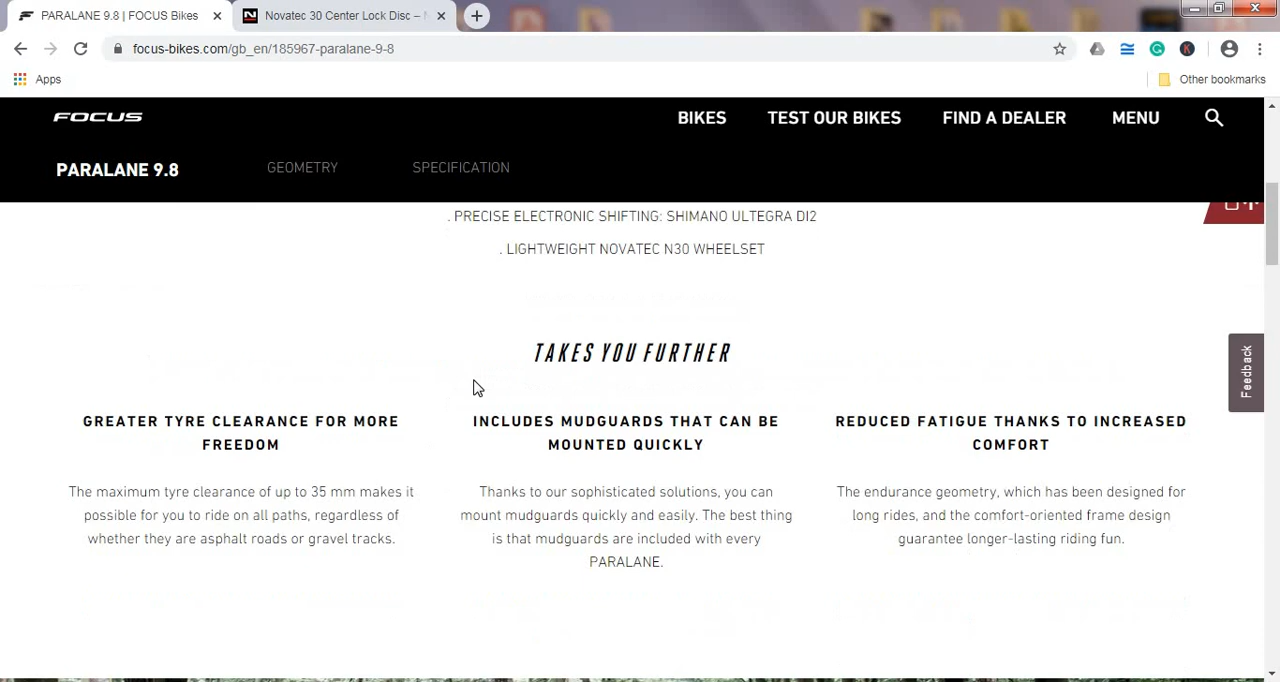 PARALANE 9.8 | FOCUS Bikes
Novatec 30 Center Lock Disc –
focus-bikes.com/gb_en/185967-paralane-9-8
Apps
Other bookmarks
FOCUS
BIKES
TEST OUR BIKES
FIND A DEALER
MENU
PARALANE 9.8
GEOMETRY
SPECIFICATION
. PRECISE ELECTRONIC SHIFTING: SHIMANO ULTEGRA DI2
. LIGHTWEIGHT NOVATEC N30 WHEELSET
TAKES YOU FURTHER
GREATER TYRE CLEARANCE FOR MORE
FREEDOM
The maximum tyre clearance of up to 35 mm makes it
possible for you to ride on all paths, regardless of
whether they are asphalt roads or gravel tracks.
INCLUDES MUDGUARDS THAT CAN BE
MOUNTED QUICKLY
Thanks to our sophisticated solutions, you can
mount mudguards quickly and easily. The best thing
is that mudguards are included with every
PARALANE.
REDUCED FATIGUE THANKS TO INCREASED
COMFORT
The endurance geometry, which has been designed for
long rides, and the comfort-oriented frame design
guarantee longer-lasting riding fun.
Feedback